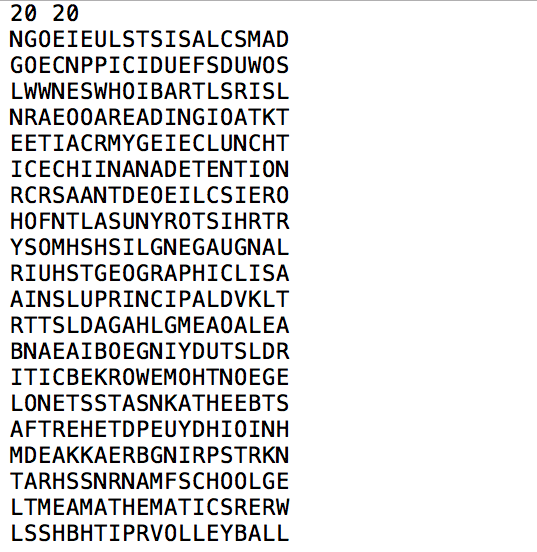 20 20
NGOEIEULSTSISALCSMAD
GOECNPPICIDUEFSDUWOS
LWWNESWHOIBARTLSRISL
NRAEOOAREADINGIOATKT
EETIACRMYGEIECLUNCHT
ICECHIINANADETENTION
RCRSAANTDEOEILCSIERO
HOFNTLASUNYROTSIHRTR
YSOMHSHSILGNEGAUGNAL
RIUHSTGEOGRAPHICLISA
AINSLUPRINCIPALDVKLT
RTTSLDAGAHLGMEAOALEA
BNAEAIBOEGNIYDUTSLDR
ITICBEKROWEMOHTNOEGE
LONETSSTASNKATHEEBTS
AFTREHETDPEUYDHIOINH
MDEAKKAERBGNIRPSTRKN
TARHSSNRNAMFSCHOOLGE
LTMEAMATHEMATICSRERW
LSSHBHTIPRVOLLEYBALL